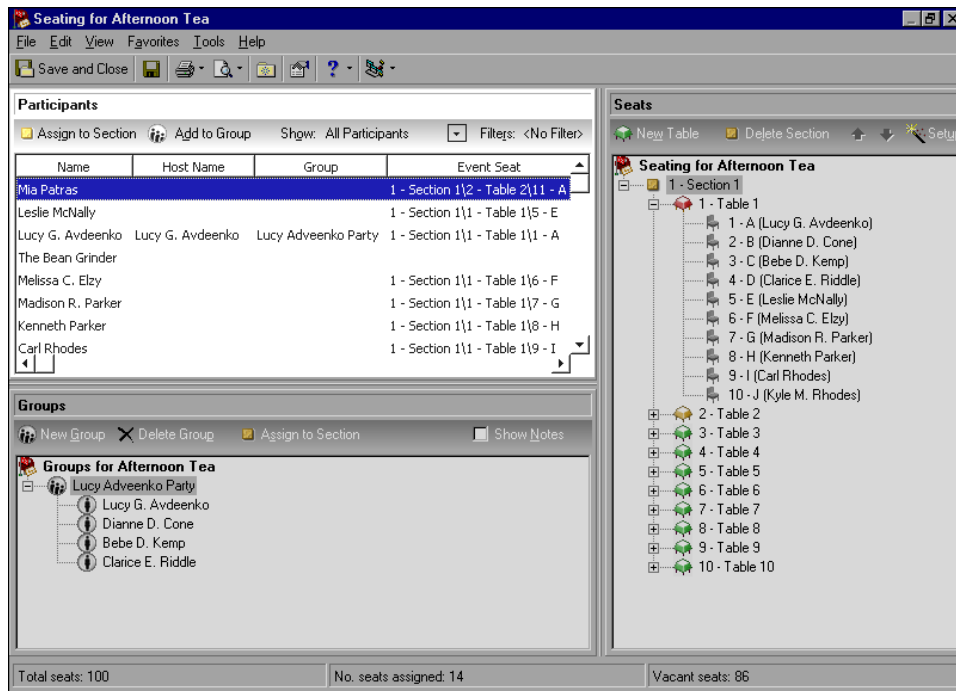 Seating for Afternoon Tea
File Edit View Favorites Tools Help
Save and Close ?
Participants
Assign to Section Add to Group Show: All Participants Filters: <No Filter>
Name Host Name Group Event Seat
Mia Patras 1 - Section 1\2 - Table 2\11 - A
Leslie McNally 1 - Section 1\1 - Table 1\5 - E
Lucy G. Avdeenko Lucy G. Avdeenko Lucy Adveenko Party 1 - Section 1\1 - Table 1\1 - A
The Bean Grinder
Melissa C. Elzy 1 - Section 1\1 - Table 1\6 - F
Madison R. Parker 1 - Section 1\1 - Table 1\7 - G
Kenneth Parker 1 - Section 1\1 - Table 1\8 - H
Carl Rhodes 1 - Section 1\1 - Table 1\9 - I
Groups
New Group Delete Group Assign to Section Show Notes
Groups for Afternoon Tea
Lucy Adveenko Party
Lucy G. Avdeenko
Dianne D. Cone
Bebe D. Kemp
Clarice E. Riddle
Seats
New Table Delete Section Setup
Seating for Afternoon Tea
1 - Section 1
1 - Table 1
1 - A (Lucy G. Avdeenko)
2 - B (Dianne D. Cone)
3 - C (Bebe D. Kemp)
4 - D (Clarice E. Riddle)
5 - E (Leslie McNally)
6 - F (Melissa C. Elzy)
7 - G (Madison R. Parker)
8 - H (Kenneth Parker)
9 - I (Carl Rhodes)
10 - J (Kyle M. Rhodes)
2 - Table 2
3 - Table 3
4 - Table 4
5 - Table 5
6 - Table 6
7 - Table 7
8 - Table 8
9 - Table 9
10 - Table 10
Total seats: 100 No. seats assigned: 14 Vacant seats: 86